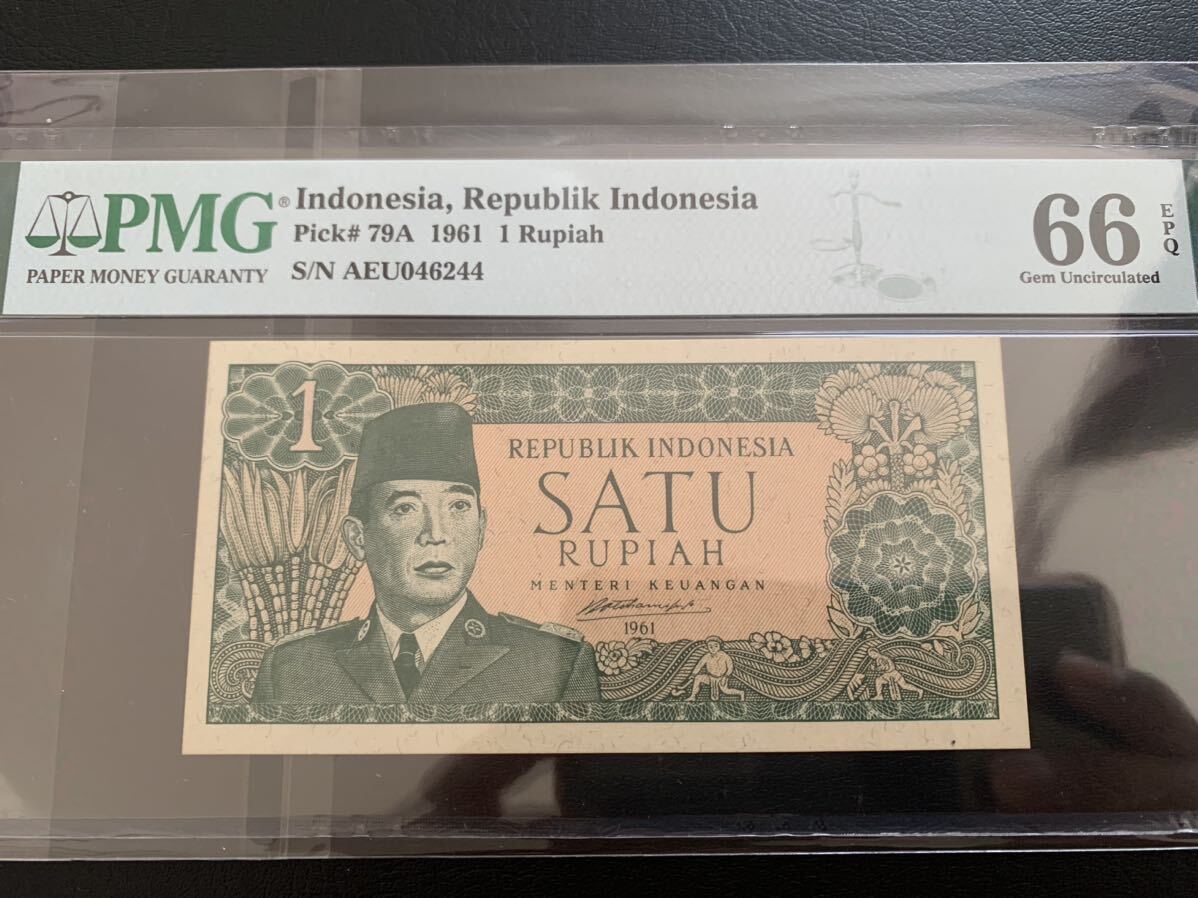 PMG®
PAPER MONEY GUARANTY
Indonesia, Republik Indonesia
Pick# 79A 1961 1 Rupiah
S/N AEU046244
66 EPQ
Gem Uncirculated
1
REPUBLIK INDONESIA
SATU
RUPIAH
MENTERI KEUANGAN
1961